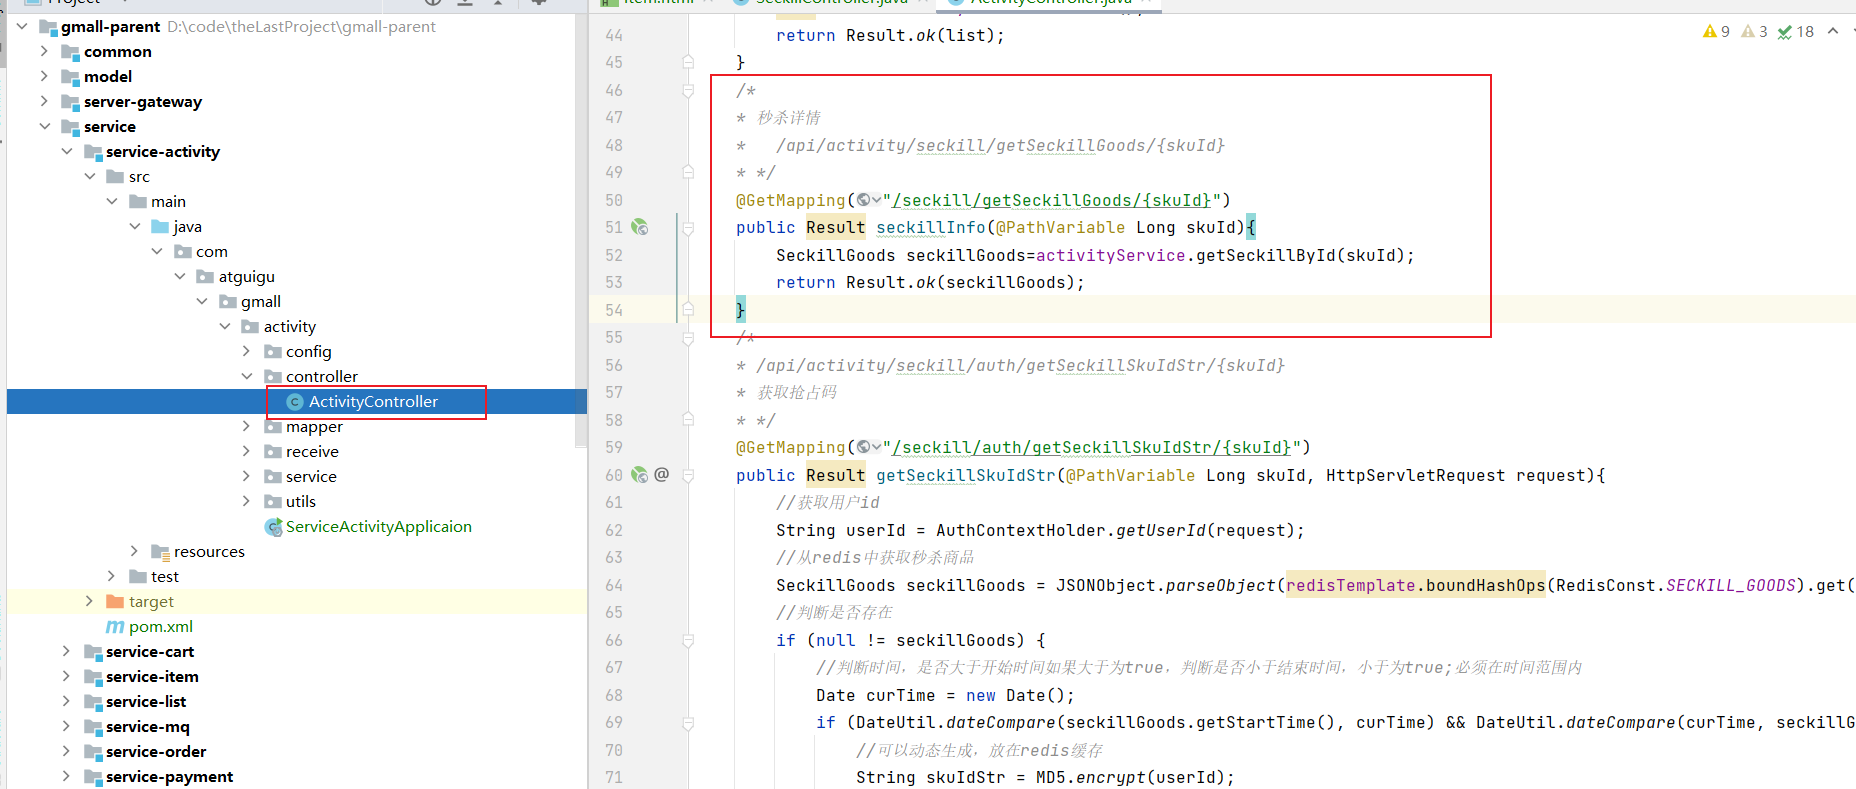 Project
gmall-parent D:\code\theLastProject\gmall-parent
common
model
server-gateway
service
service-activity
src
main
java
com
atguigu
gmall
activity
config
controller
ActivityController
mapper
receive
service
utils
ServiceActivityApplicaion
resources
test
target
pom.xml
service-cart
service-item
service-list
service-mq
service-order
service-payment
item.html SeckillController.java ActivityController.java
9 3 18
44 return Result.ok(list);
45 }
46 /*
47 * 秒杀详情
48 * /api/activity/seckill/getSeckillGoods/{skuId}
49 * */
50 @GetMapping("/seckill/getSeckillGoods/{skuId}")
51 public Result seckillInfo(@PathVariable Long skuId){
52 SeckillGoods seckillGoods=activityService.getSeckillById(skuId);
53 return Result.ok(seckillGoods);
54 }
55 /*
56 * /api/activity/seckill/auth/getSeckillSkuIdStr/{skuId}
57 * 获取抢占码
58 * */
59 @GetMapping("/seckill/auth/getSeckillSkuIdStr/{skuId}")
60 @ public Result getSeckillSkuIdStr(@PathVariable Long skuId, HttpServletRequest request){
61 //获取用户id
62 String userId = AuthContextHolder.getUserId(request);
63 //从redis中获取秒杀商品
64 SeckillGoods seckillGoods = JSONObject.parseObject(redisTemplate.boundHashOps(RedisConst.SECKILL_GOODS).get(
65 //判断是否存在
66 if (null != seckillGoods) {
67 //判断时间，是否大于开始时间如果大于为true，判断是否小于结束时间，小于为true;必须在时间范围内
68 Date curTime = new Date();
69 if (DateUtil.dateCompare(seckillGoods.getStartTime(), curTime) && DateUtil.dateCompare(curTime, seckillG
70 //可以动态生成，放在redis缓存
71 String skuIdStr = MD5.encrypt(userId);